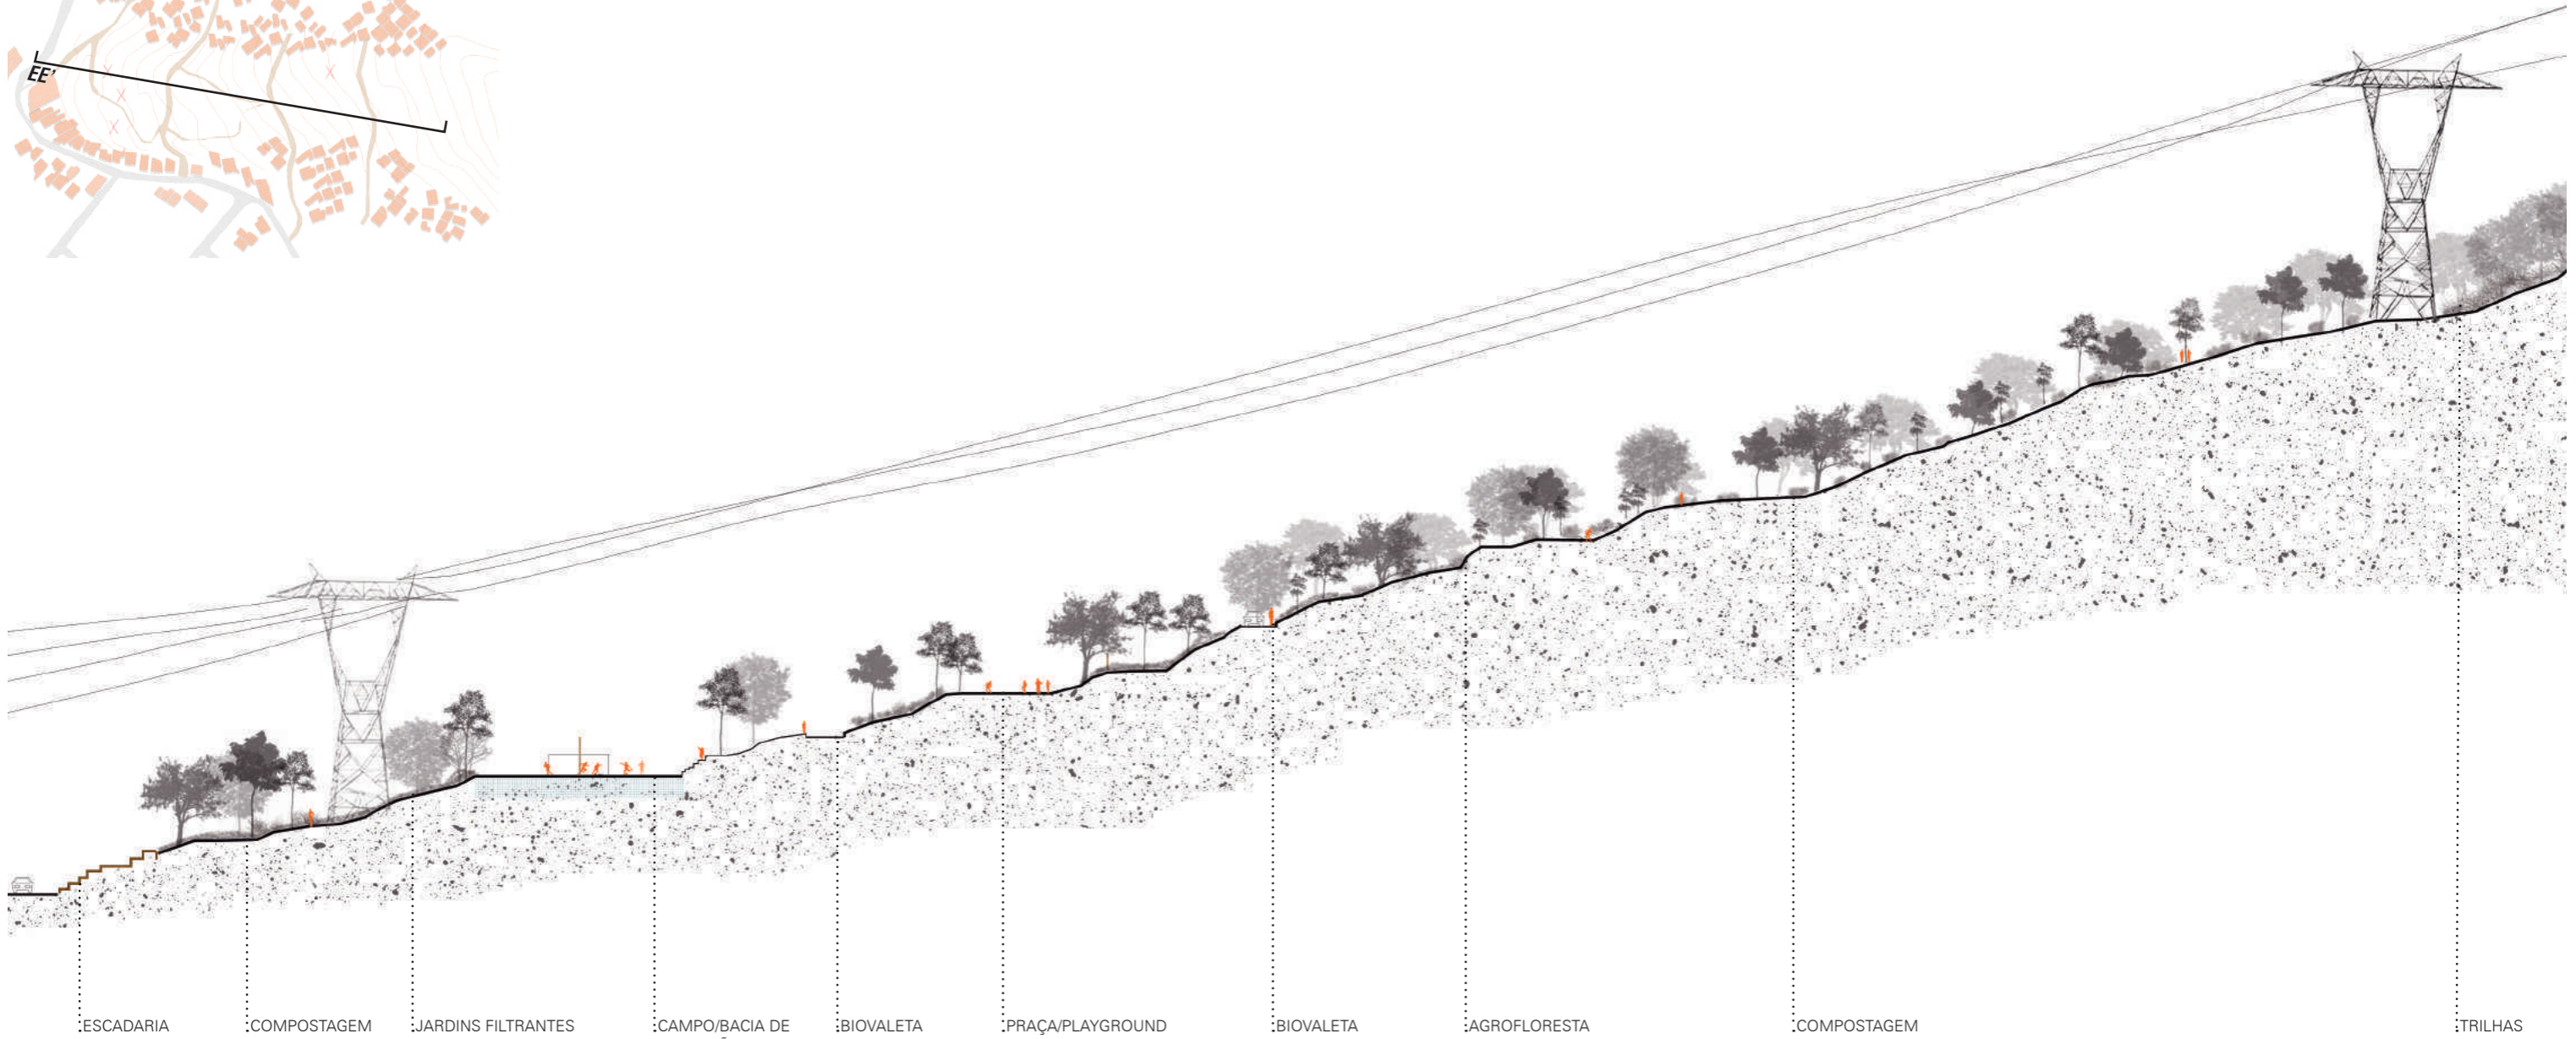 EE'
ESCADARIA
COMPOSTAGEM
JARDINS FILTRANTES
CAMPO/BACIA DE
BIOVALETA
PRAÇA/PLAYGROUND
BIOVALETA
AGROFLORESTA
COMPOSTAGEM
TRILHAS